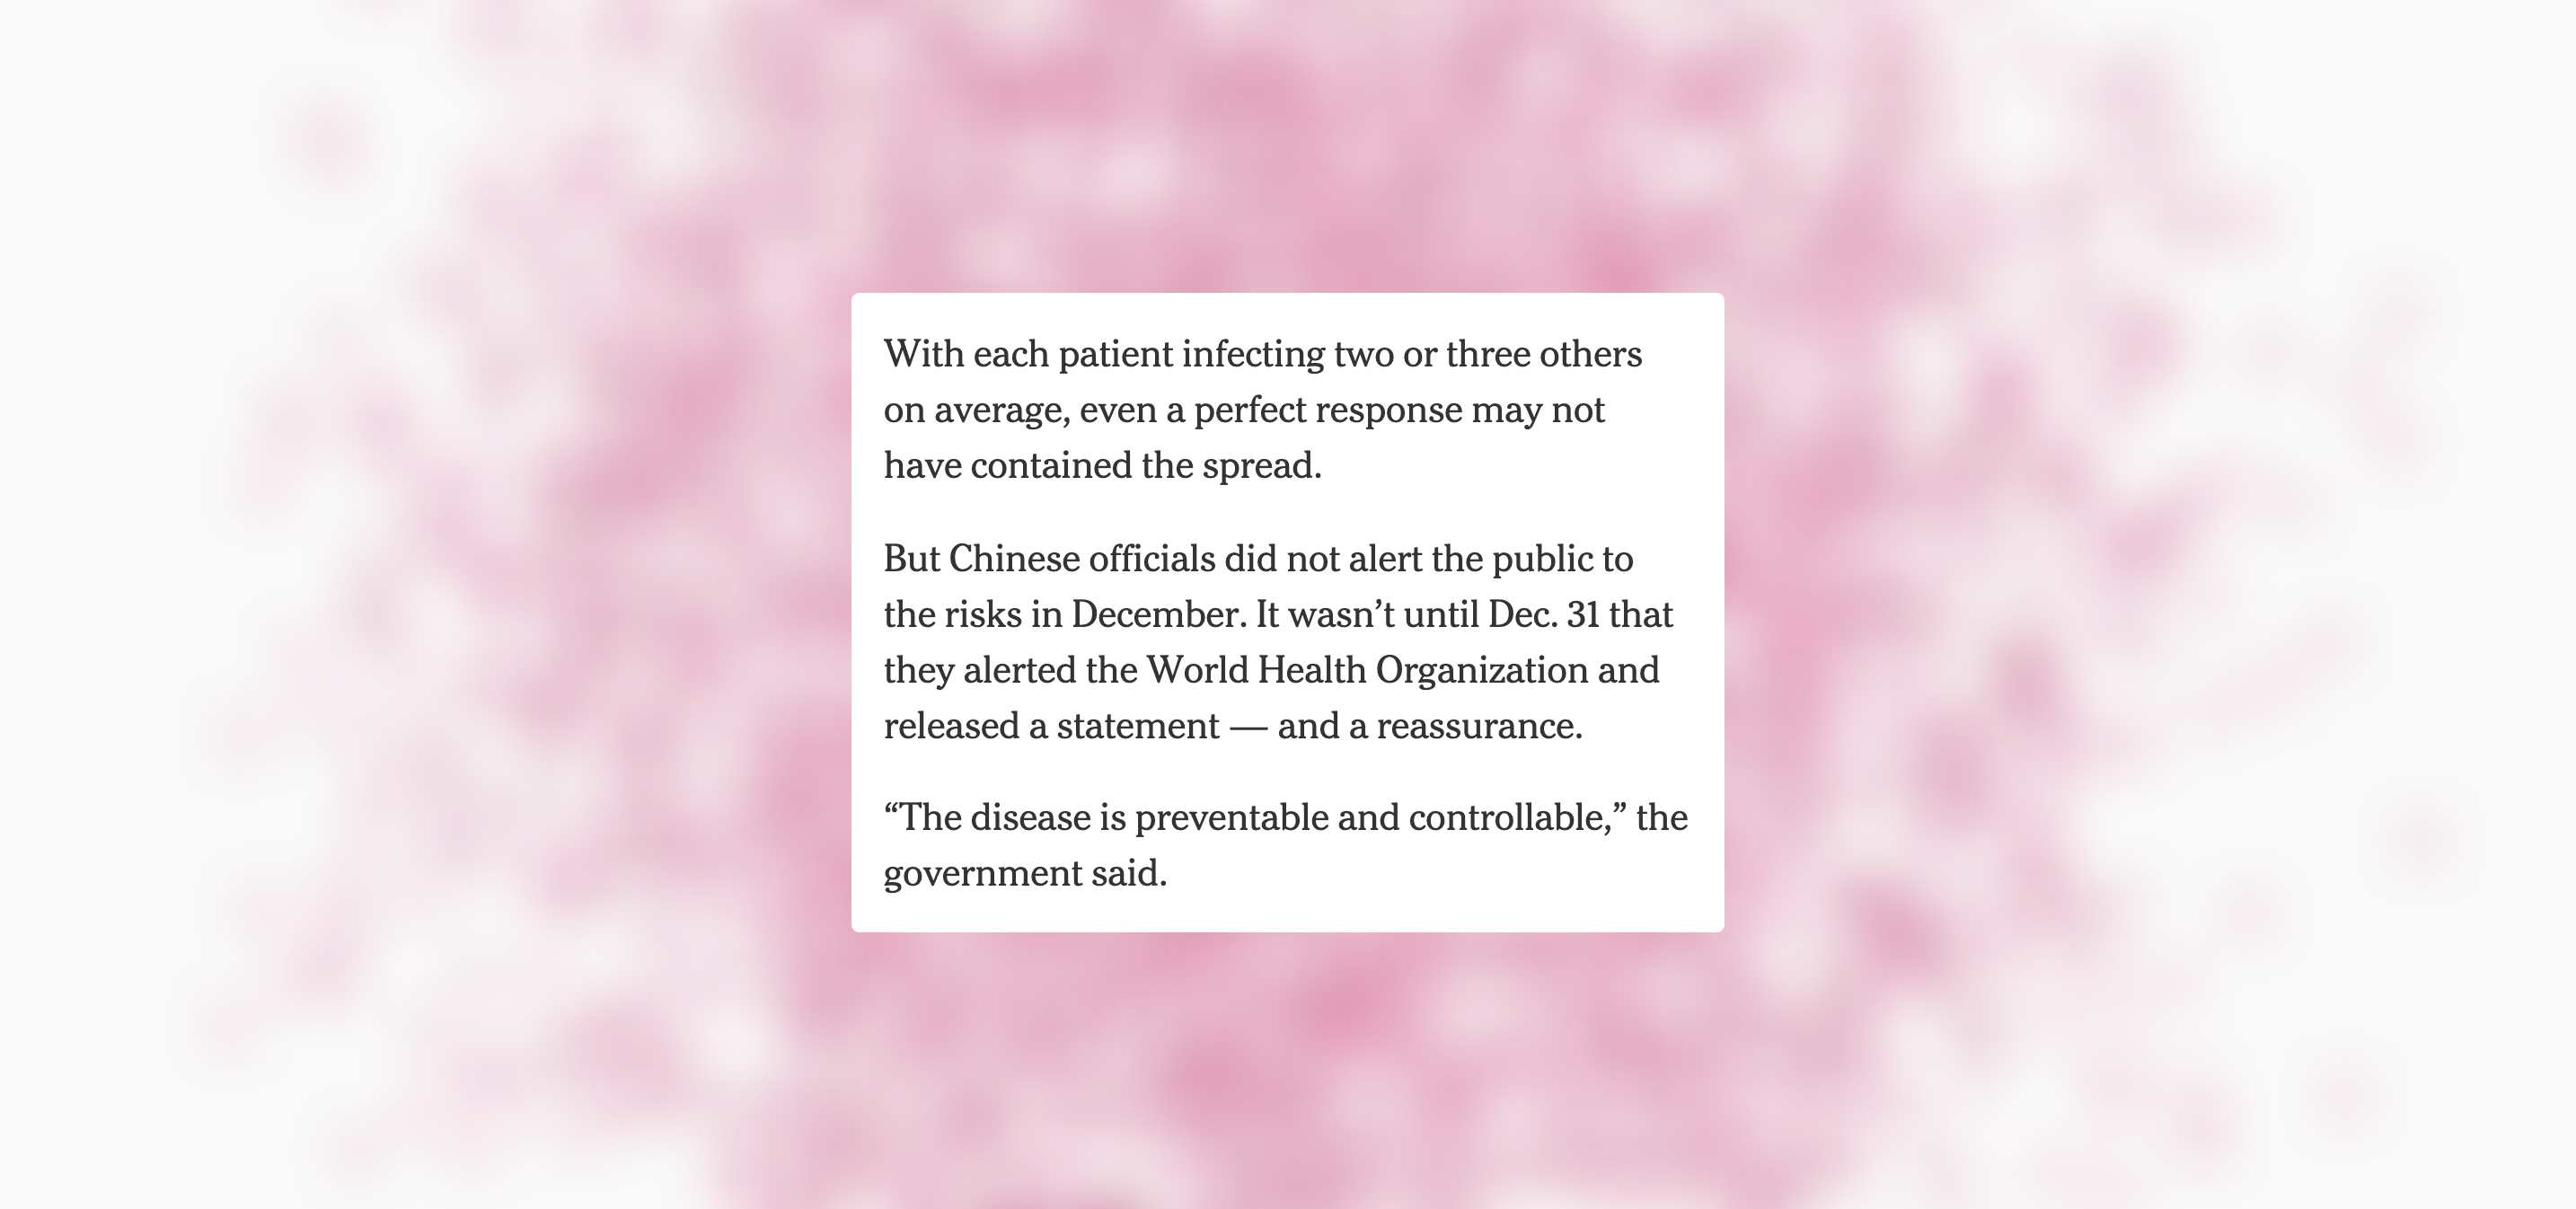 With each patient infecting two or three others
on average, even a perfect response may not
have contained the spread.
But Chinese officials did not alert the public to
the risks in December. It wasn’t until Dec. 31 that
they alerted the World Health Organization and
released a statement — and a reassurance.
“The disease is preventable and controllable,” the
government said.